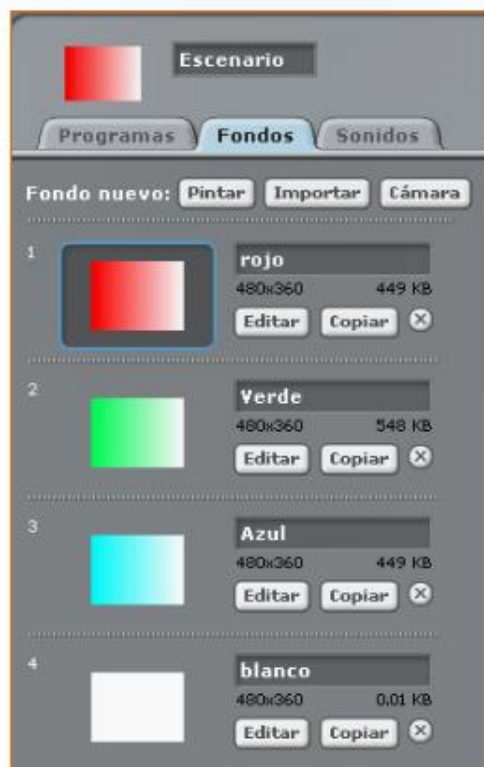 Escenario
Programas Fondos Sonidos
Fondo nuevo: Pintar Importar Cámara
1 rojo
480x360 449 KB
Editar Copiar
2 Verde
480x360 548 KB
Editar Copiar
3 Azul
480x360 449 KB
Editar Copiar
4 blanco
480x360 0.01 KB
Editar Copiar